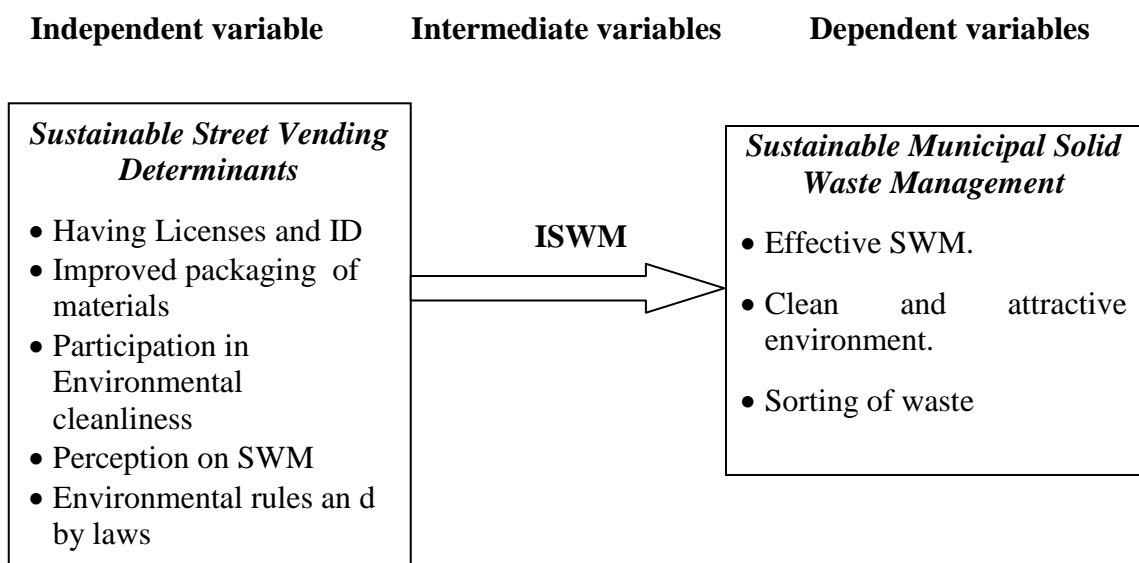 Independent variable Intermediate variables Dependent variables
Sustainable Street Vending
Determinants
• Having Licenses and ID
• Improved packaging of
materials
• Participation in
Environmental
cleanliness
• Perception on SWM
• Environmental rules an d
by laws
ISWM
Sustainable Municipal Solid
Waste Management
• Effective SWM.
• Clean and attractive
environment.
• Sorting of waste